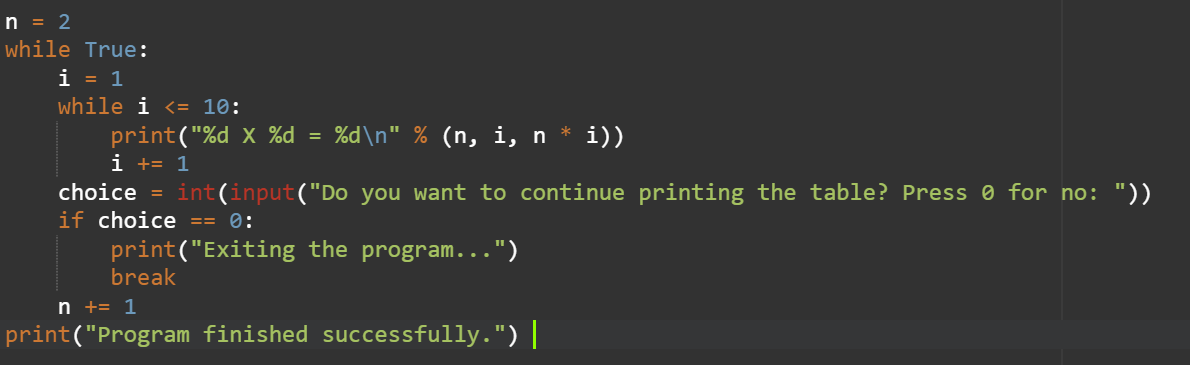 n = 2
while True:
    i = 1
    while i <= 10:
        print("%d X %d = %d\n" % (n, i, n * i))
        i += 1
    choice = int(input("Do you want to continue printing the table? Press 0 for no: "))
    if choice == 0:
        print("Exiting the program...")
        break
    n += 1
print("Program finished successfully.")